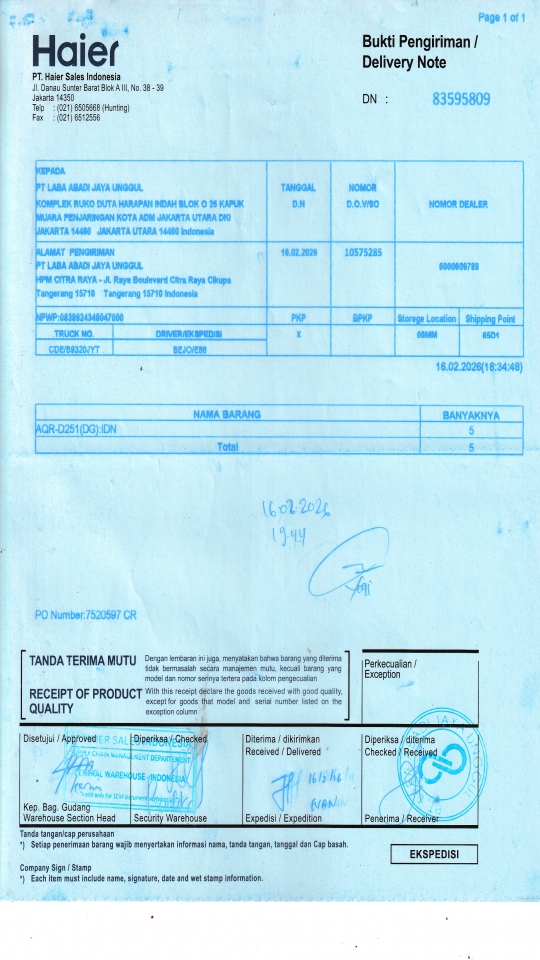 Page 1 of 1
Haier
Bukti Pengiriman /
Delivery Note
PT. Haier Sales Indonesia
Jl. Danau Sunter Barat Blok A III, No. 38 - 39
Jakarta 14350
Telp : (021) 6505668 (Hunting)
Fax : (021) 6512556
DN : 83595809
KEPADA
PT LABA ABADI JAYA UNGGUL
KOMPLEK RUKO DUTA HARAPAN INDAH BLOK O 26 KAPUK
MUARA PENJARINGAN KOTA ADM JAKARTA UTARA DKI
JAKARTA 14460 JAKARTA UTARA 14460 Indonesia
TANGGAL
D.N
NOMOR
D.O.V/SO
NOMOR DEALER
ALAMAT PENGIRIMAN
PT LABA ABADI JAYA UNGGUL
HPM CITRA RAYA - Jl. Raya Boulevard Citra Raya Cikupa
Tangerang 15710 Tangerang 15710 Indonesia
16.02.2026
10575285
6000609789
NPWP:0839624348047000
PKP
BPKP
Storege Location
Shipping Point
TRUCK NO.
DRIVER/EKSPEDISI
X
CDE/B9320JYT
16.02.2026(18:34:48)
NAMA BARANG
BANYAKNYA
AQR-D251(DG):IDN
5
Total
5
16.02.2026
19.44
PO Number:7520597 CR
TANDA TERIMA MUTU
Dengan lembaran ini juga, menyatakan bahwa barang yang diterima
tidak bermasalah secara manajemen mutu, kecuali barang yang
model dan nomor serinya tertera pada kolom pengecualian
RECEIPT OF PRODUCT
QUALITY
With this receipt declare the goods received with good quality,
except for goods that model and serial number listed on the
exception column
Perkecualian /
Exception
Disetujui / Approved
Diperiksa / Checked
Diterima / dikirimkan
Received / Delivered
Diperiksa / diterima
Checked / Received
HAIER SALES INDONESIA
SUPPLY CHAIN MANAGEMENT DEPARTEMENT
GENERAL WAREHOUSE - INDONESIA
Kep. Bag. Gudang
Warehouse Section Head
Security Warehouse
Expedisi / Expedition
Penerima / Receiver
Tanda tangan/cap perusahaan
*) Setiap penerimaan barang wajib menyertakan informasi nama, tanda tangan, tanggal dan Cap basah.
EKSPEDISI
Company Sign / Stamp
*) Each item must include name, signature, date and wet stamp information.